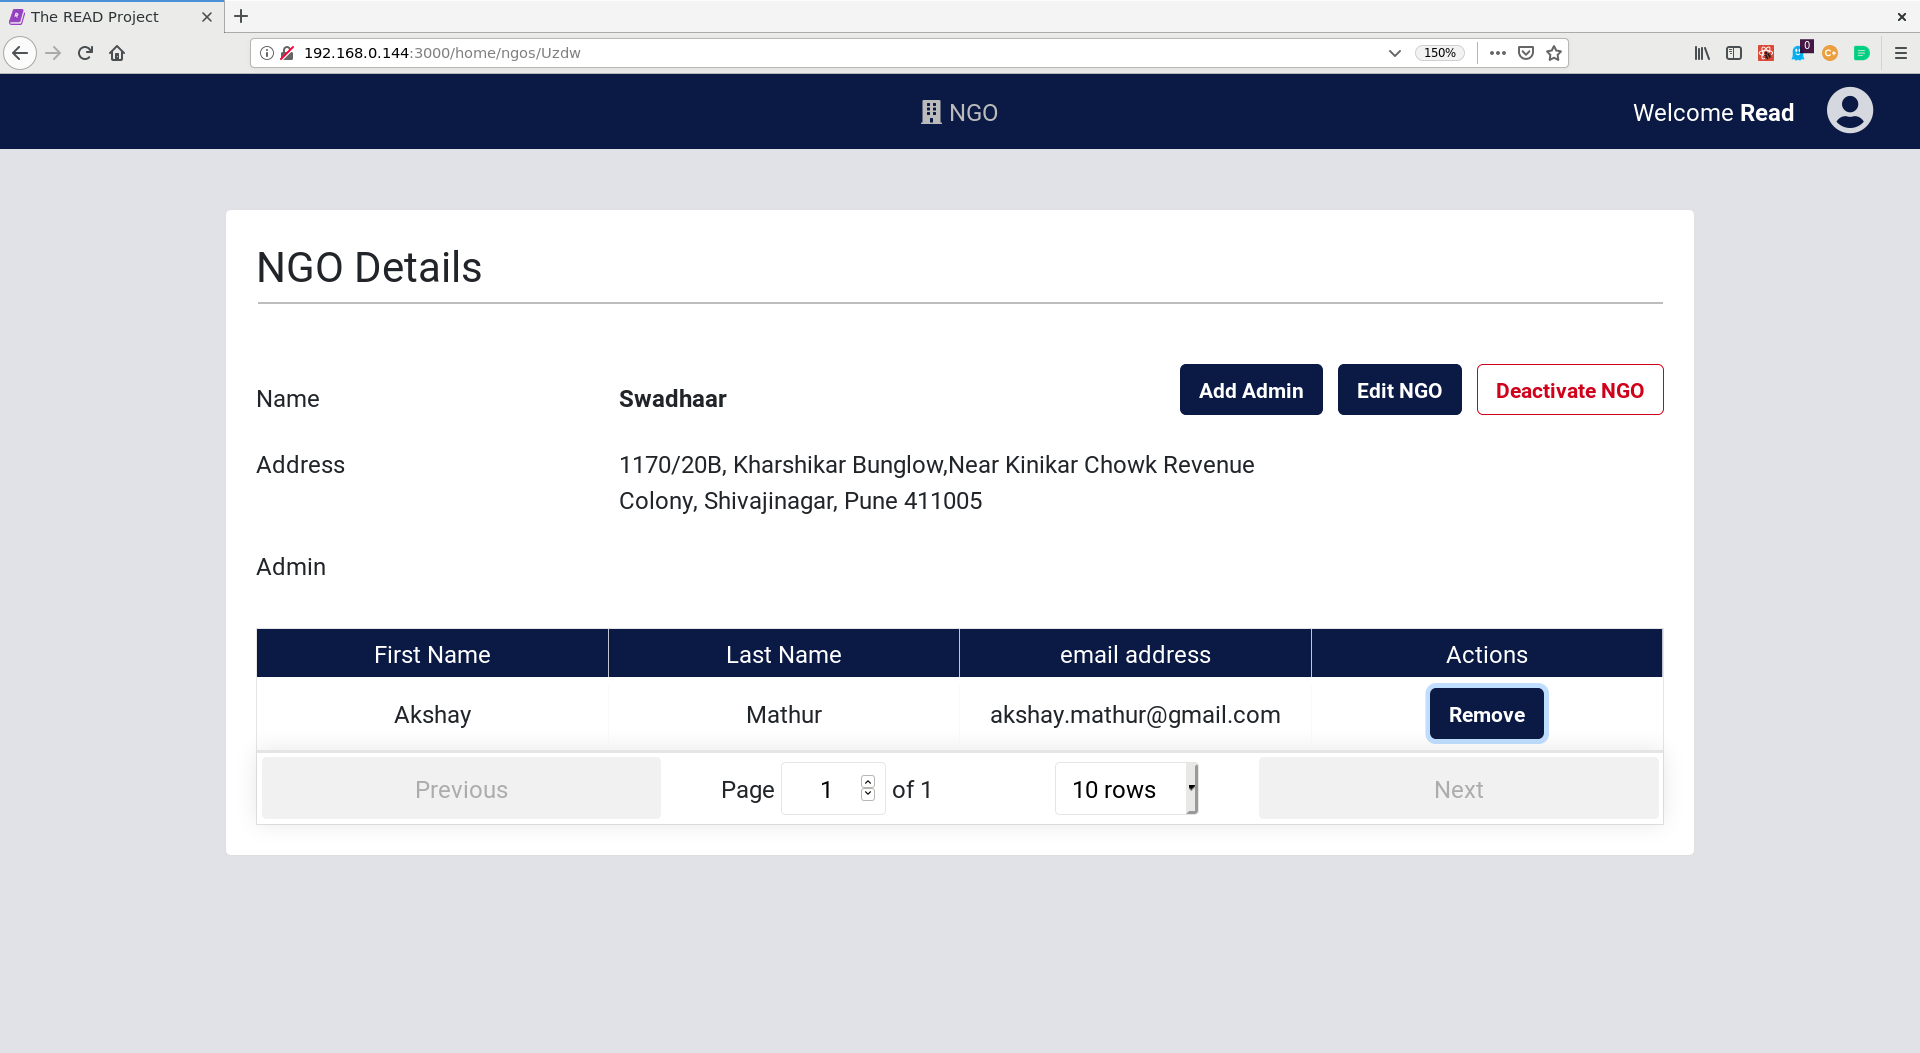 The READ Project
192.168.0.144:3000/home/ngos/Uzdw
150%
0
NGO
Welcome Read
NGO Details
Name
Swadhaar
Add Admin
Edit NGO
Deactivate NGO
Address
1170/20B, Kharshikar Bunglow,Near Kinikar Chowk Revenue
Colony, Shivajinagar, Pune 411005
Admin
First Name
Last Name
email address
Actions
Akshay
Mathur
akshay.mathur@gmail.com
Remove
Previous
Page 1 of 1
10 rows
Next